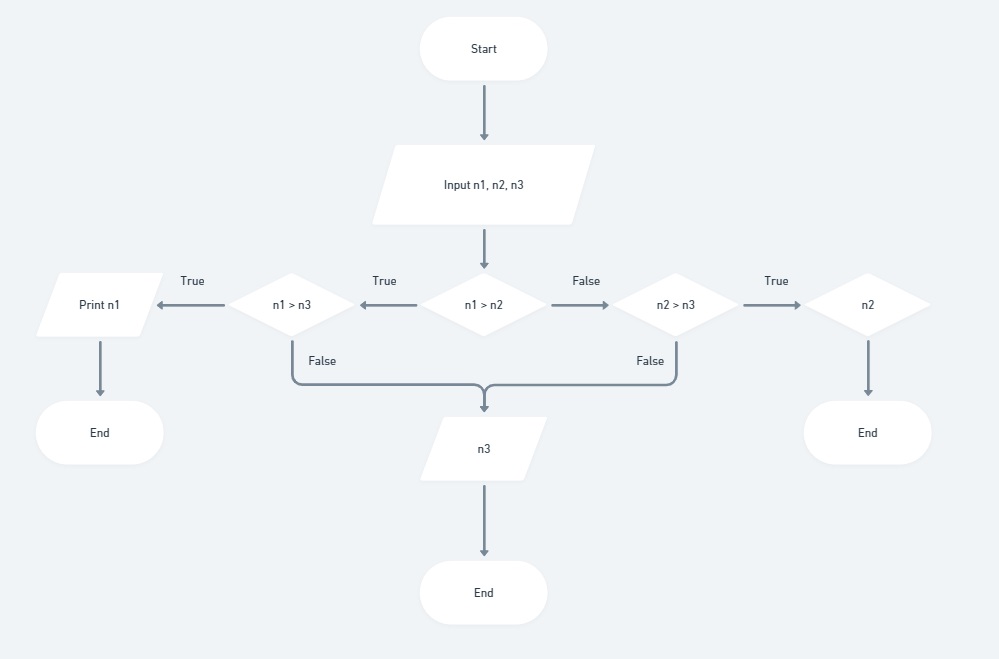 Start
Input n1, n2, n3
True
True
False
True
Print n1
n1 > n3
n1 > n2
n2 > n3
n2
False
False
End
n3
End
End